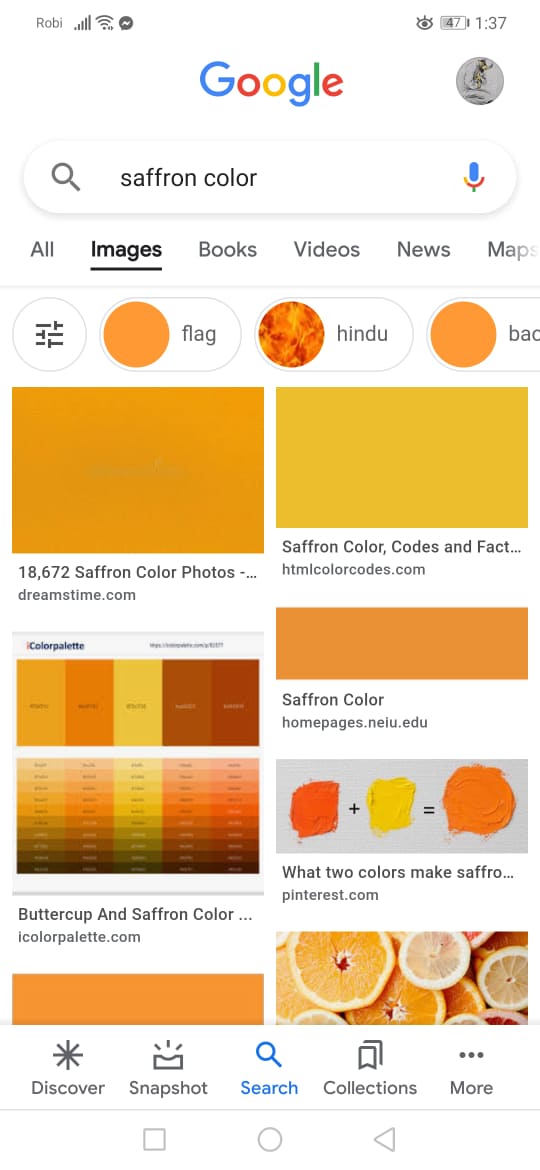 Robi 47 1:37
Google
saffron color
All Images Books Videos News Maps
flag hindu bac
18,672 Saffron Color Photos -...
dreamstime.com
Saffron Color, Codes and Fact...
htmlcolorcodes.com
iColorpalette
Saffron Color
homepages.neiu.edu
+ =
What two colors make saffro...
pinterest.com
Buttercup And Saffron Color ...
icolorpalette.com
Discover Snapshot Search Collections More